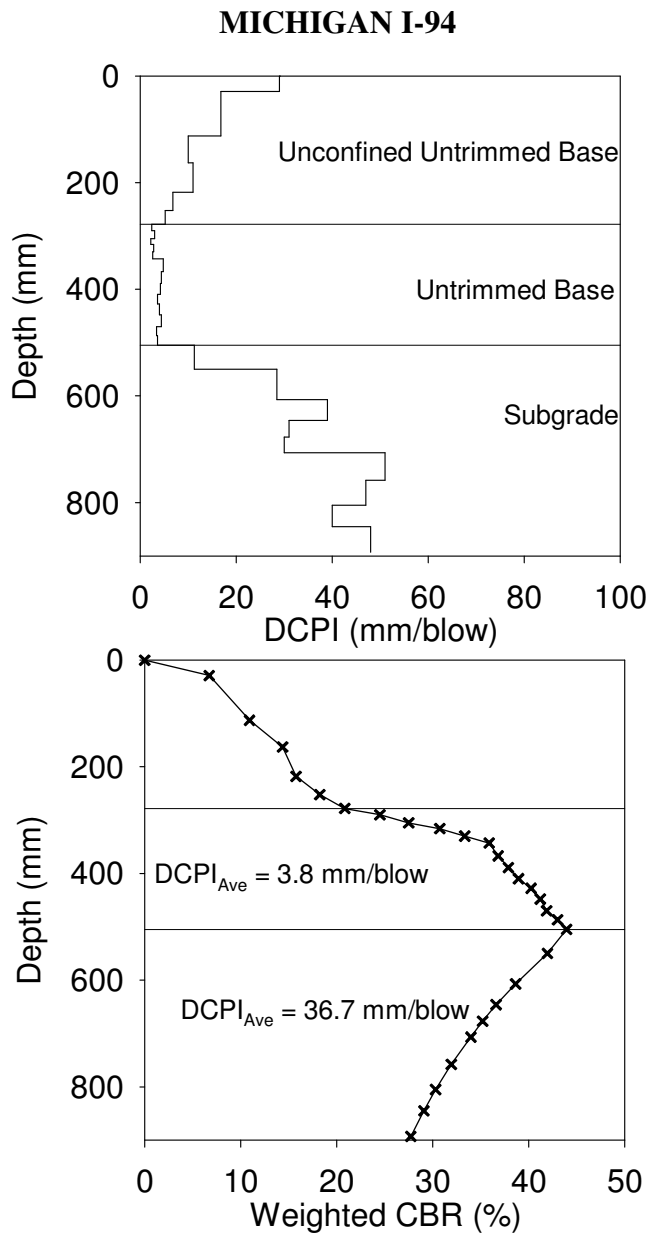 MICHIGAN I-94
0
200
400
600
800
Depth (mm)
Unconfined Untrimmed Base
Untrimmed Base
Subgrade
0 20 40 60 80 100
DCPI (mm/blow)
0
200
400
600
800
Depth (mm)
DCPIAve = 3.8 mm/blow
DCPIAve = 36.7 mm/blow
0 10 20 30 40 50
Weighted CBR (%)